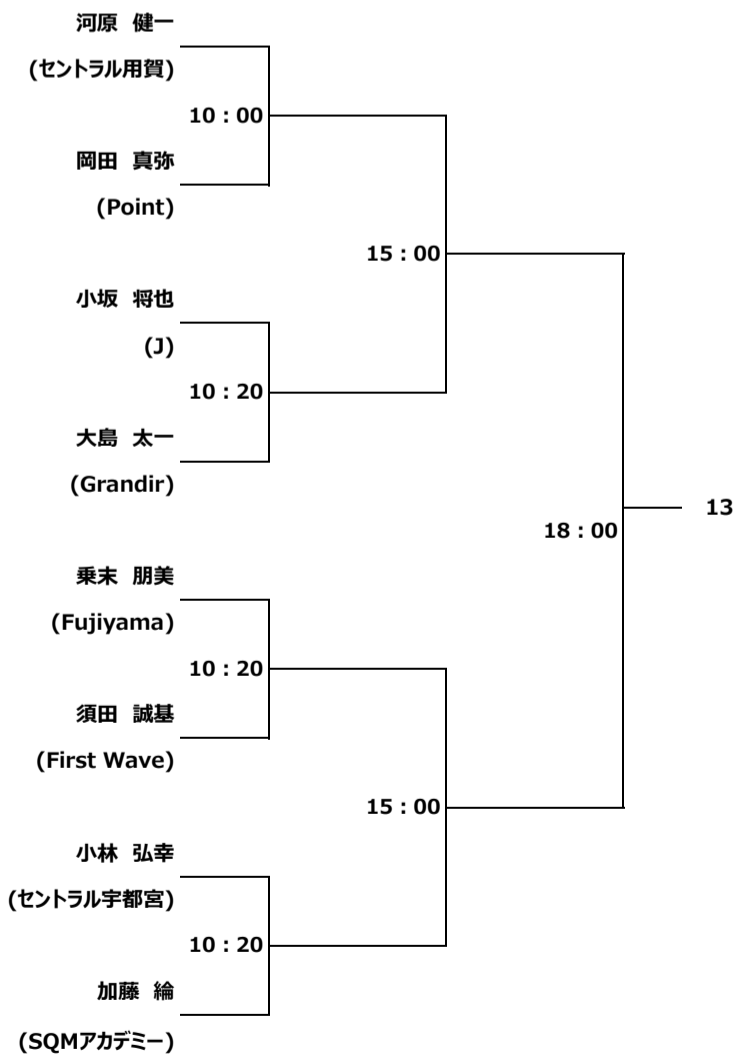 河原 健一
(セントラル用賀)
10：00
岡田 真弥
(Point)
15：00
小坂 将也
(J)
10：20
大島 太一
(Grandir)
18：00
13
乗末 朋美
(Fujiyama)
10：20
須田 誠基
(First Wave)
15：00
小林 弘幸
(セントラル宇都宮)
10：20
加藤 綸
(SQMアカデミー)